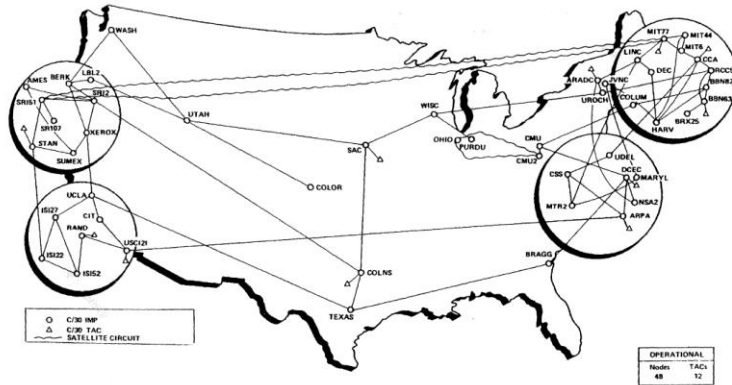 WASH
AMES
BERK
LBL2
SRI51
SRI2
SRI07
STAN
XEROX
SUMEX
UTAH
SAC
COLOR
WISC
OHIO
PURDU
CMU
CMU2
UCLA
ISI27
CIT
RAND
USCI21
ISI22
ISI52
COLNS
TEXAS
BRAGG
MIT77
MIT44
MIT6
LINC
CCA
ARADC
JVNC
RCC5
DEC
BBN82
UROCH
COLUM
BBN63
BRX25
HARV
UDEL
CSS
DCEC
MARYL
MTR2
NSA2
ARPA
C/30 IMP
C/30 TAC
SATELLITE CIRCUIT
OPERATIONAL
Nodes TACs
48 12